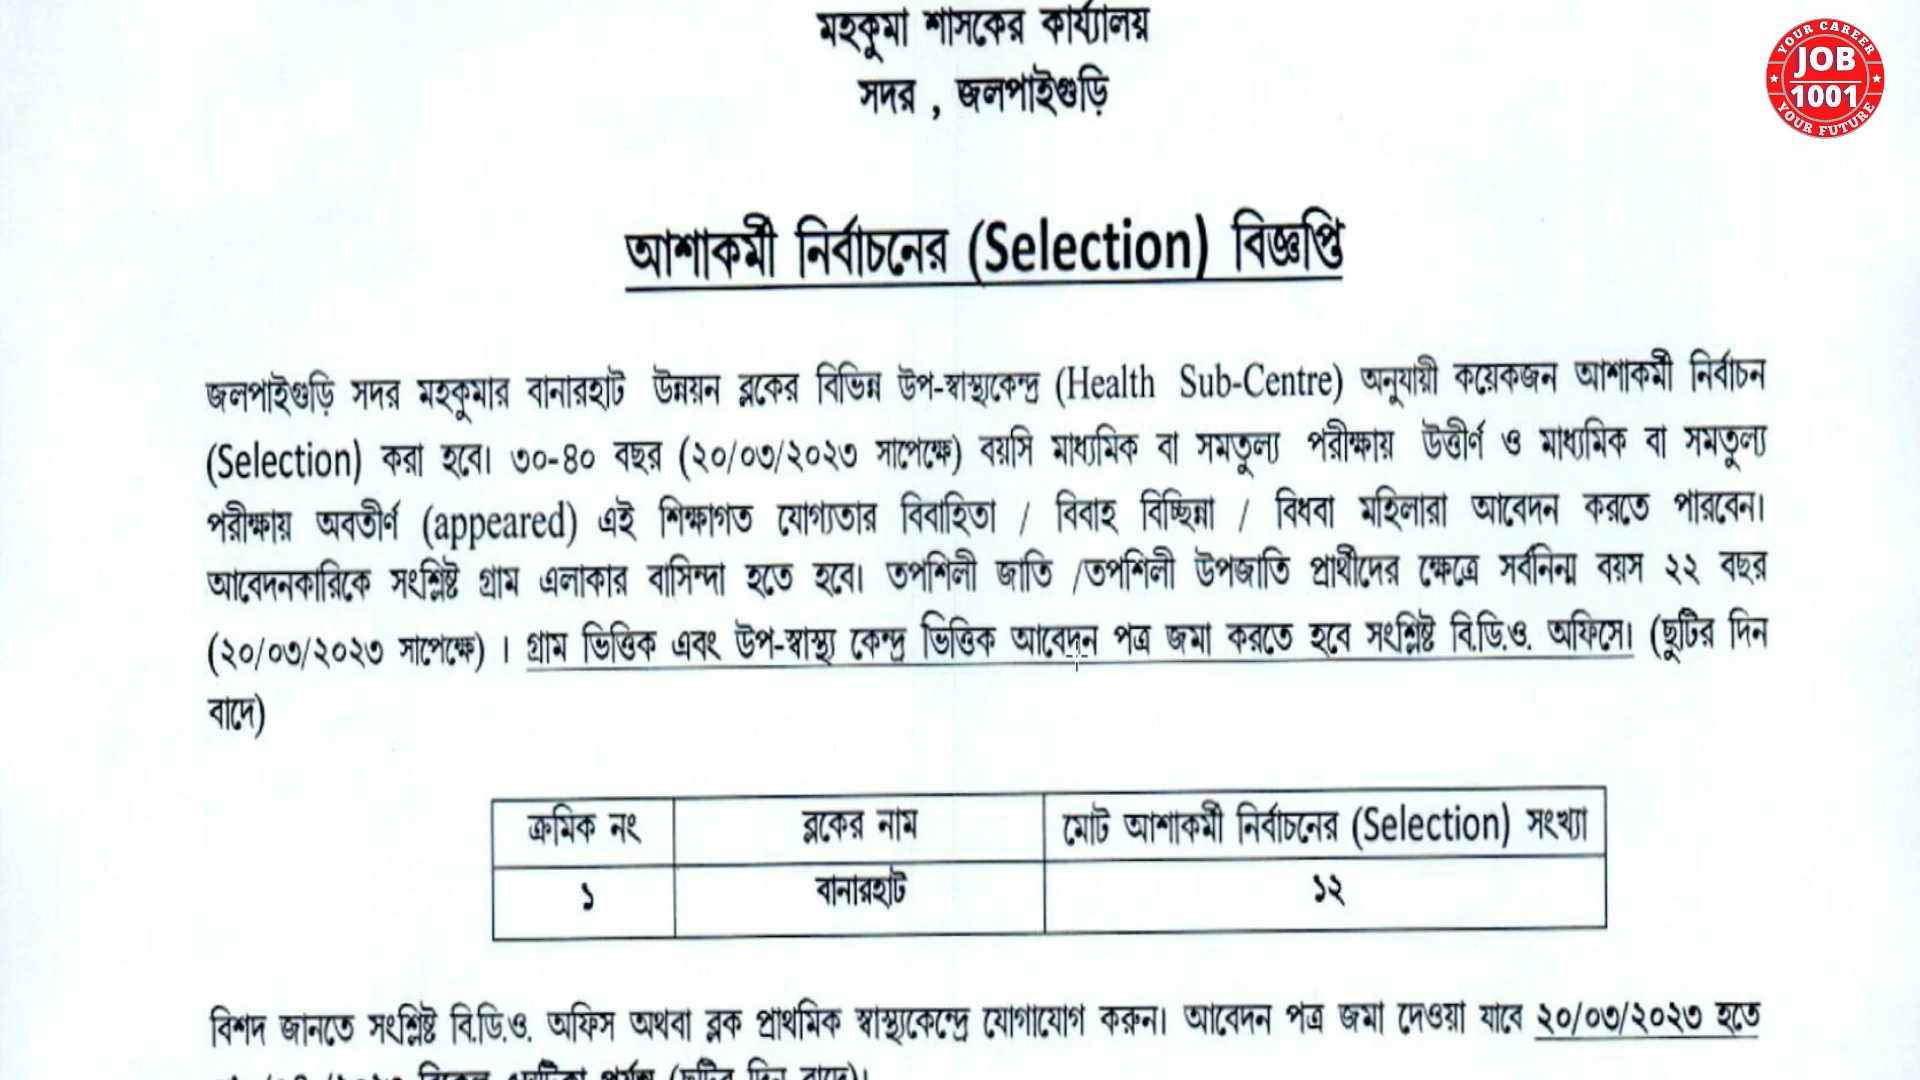 মহকুমা শাসকের কার্য্যালয়
সদর , জলপাইগুড়ি
YOUR CAREER
JOB
1001
YOUR FUTURE
আশাকর্মী নির্বাচনের (Selection) বিজ্ঞপ্তি
জলপাইগুড়ি সদর মহকুমার বানারহাট উন্নয়ন ব্লকের বিভিন্ন উপ-স্বাস্থ্যকেন্দ্র (Health Sub-Centre) অনুযায়ী কয়েকজন আশাকর্মী নির্বাচন
(Selection) করা হবে। ৩০-৪০ বছর (২০/০৩/২০২৩ সাপেক্ষে) বয়সি মাধ্যমিক বা সমতুল্য পরীক্ষায় উত্তীর্ণ ও মাধ্যমিক বা সমতুল্য
পরীক্ষায় অবতীর্ণ (appeared) এই শিক্ষাগত যোগ্যতার বিবাহিতা / বিবাহ বিচ্ছিন্না / বিধবা মহিলারা আবেদন করতে পারবেন।
আবেদনকারিকে সংশ্লিষ্ট গ্রাম এলাকার বাসিন্দা হতে হবে। তপশিলী জাতি /তপশিলী উপজাতি প্রার্থীদের ক্ষেত্রে সর্বনিন্ম বয়স ২২ বছর
(২০/০৩/২০২৩ সাপেক্ষে) । গ্রাম ভিত্তিক এবং উপ-স্বাস্থ্য কেন্দ্র ভিত্তিক আবেদন পত্র জমা করতে হবে সংশ্লিষ্ট বি.ডি.ও. অফিসে। (ছুটির দিন
বাদে)
ক্রমিক নং ব্লকের নাম মোট আশাকর্মী নির্বাচনের (Selection) সংখ্যা
১ বানারহাট ১২
বিশদ জানতে সংশ্লিষ্ট বি.ডি.ও. অফিস অথবা ব্লক প্রাথমিক স্বাস্থ্যকেন্দ্রে যোগাযোগ করুন। আবেদন পত্র জমা দেওয়া যাবে ২০/০৩/২০২৩ হতে
পর্যন্ত (ছুটির দিন বাদে)।